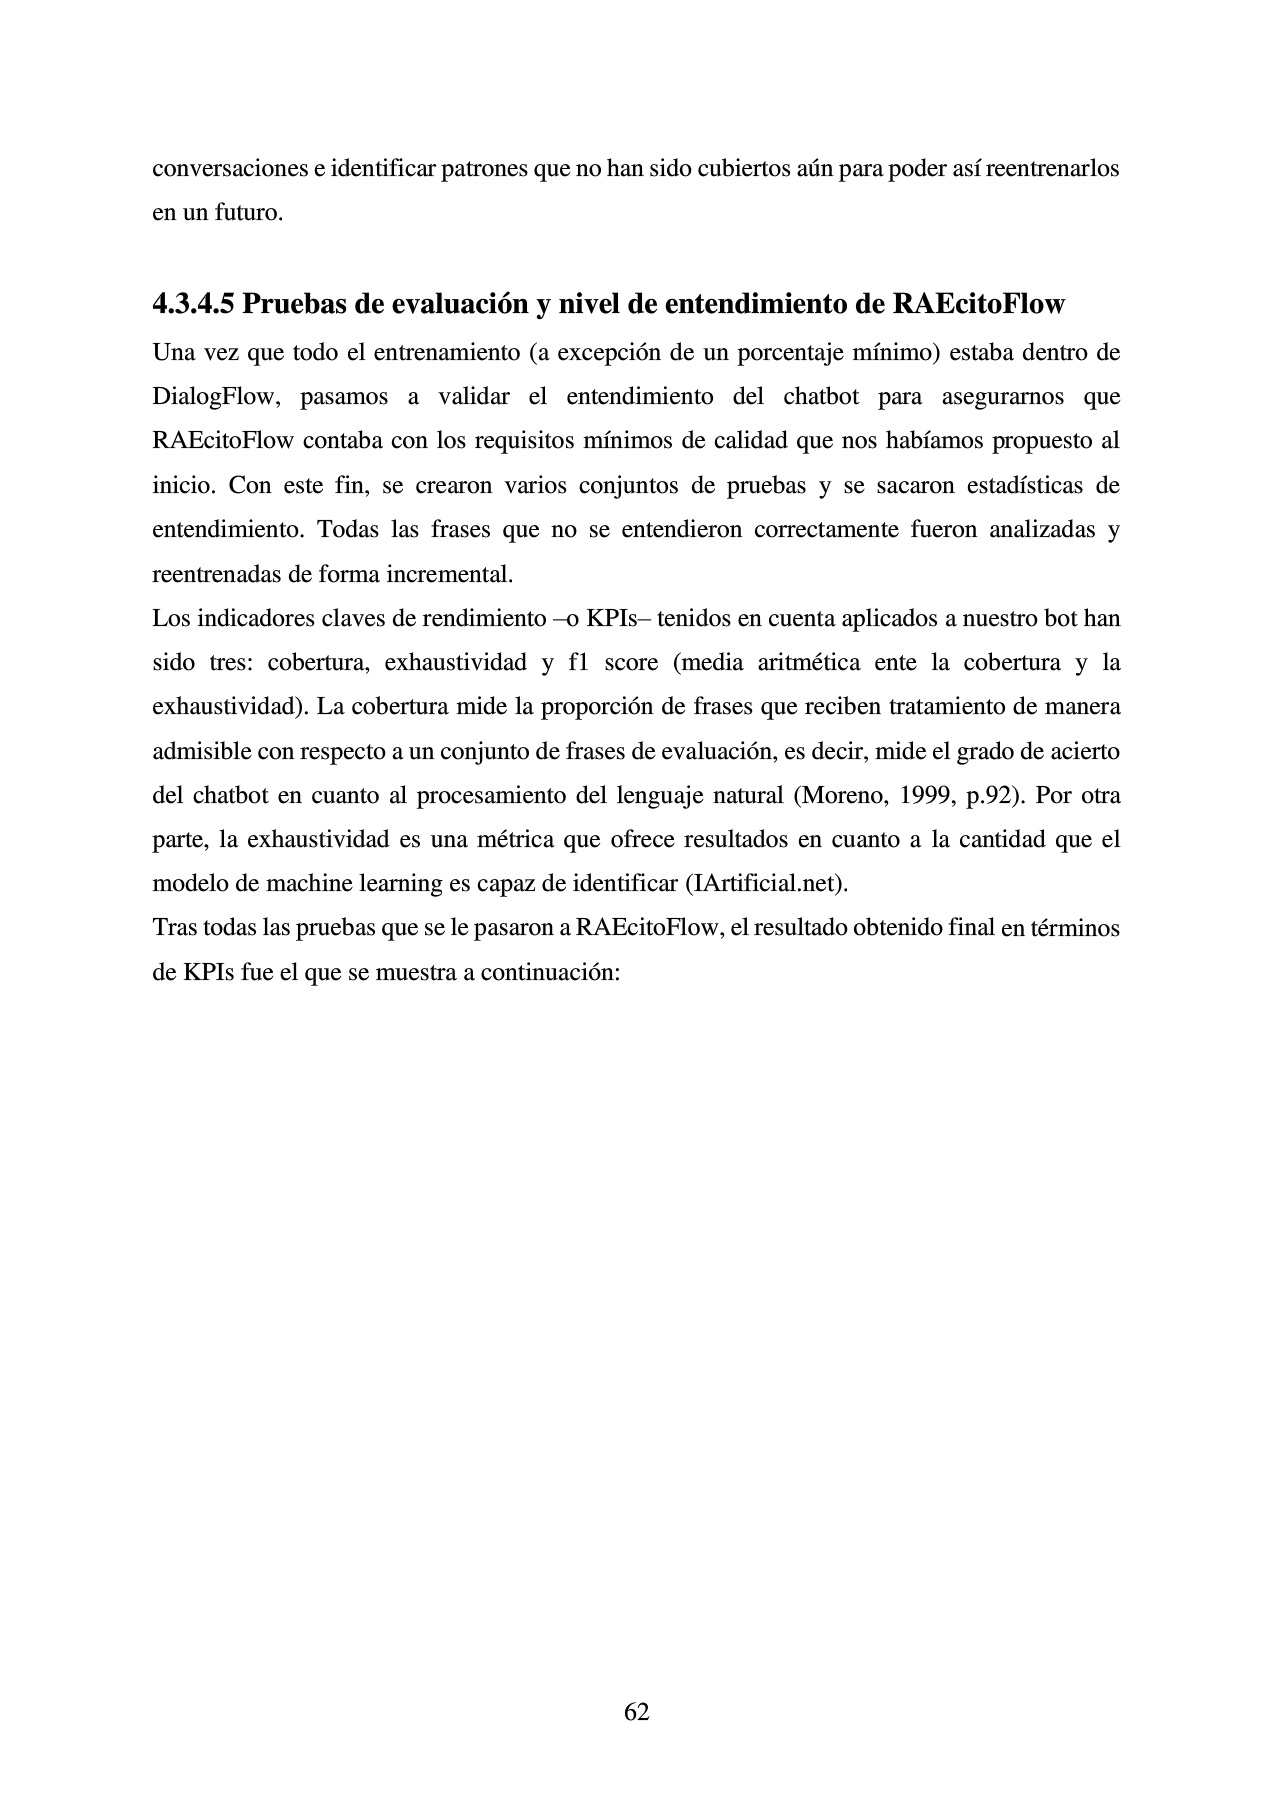 conversaciones e identificar patrones que no han sido cubiertos aún para poder así reentrenarlos
en un futuro.
4.3.4.5 Pruebas de evaluación y nivel de entendimiento de RAEcitoFlow
Una vez que todo el entrenamiento (a excepción de un porcentaje mínimo) estaba dentro de
DialogFlow, pasamos a validar el entendimiento del chatbot para asegurarnos que
RAEcitoFlow contaba con los requisitos mínimos de calidad que nos habíamos propuesto al
inicio. Con este fin, se crearon varios conjuntos de pruebas y se sacaron estadísticas de
entendimiento. Todas las frases que no se entendieron correctamente fueron analizadas y
reentrenadas de forma incremental.
Los indicadores claves de rendimiento –o KPIs– tenidos en cuenta aplicados a nuestro bot han
sido tres: cobertura, exhaustividad y f1 score (media aritmética ente la cobertura y la
exhaustividad). La cobertura mide la proporción de frases que reciben tratamiento de manera
admisible con respecto a un conjunto de frases de evaluación, es decir, mide el grado de acierto
del chatbot en cuanto al procesamiento del lenguaje natural (Moreno, 1999, p.92). Por otra
parte, la exhaustividad es una métrica que ofrece resultados en cuanto a la cantidad que el
modelo de machine learning es capaz de identificar (IArtificial.net).
Tras todas las pruebas que se le pasaron a RAEcitoFlow, el resultado obtenido final en términos
de KPIs fue el que se muestra a continuación:
62